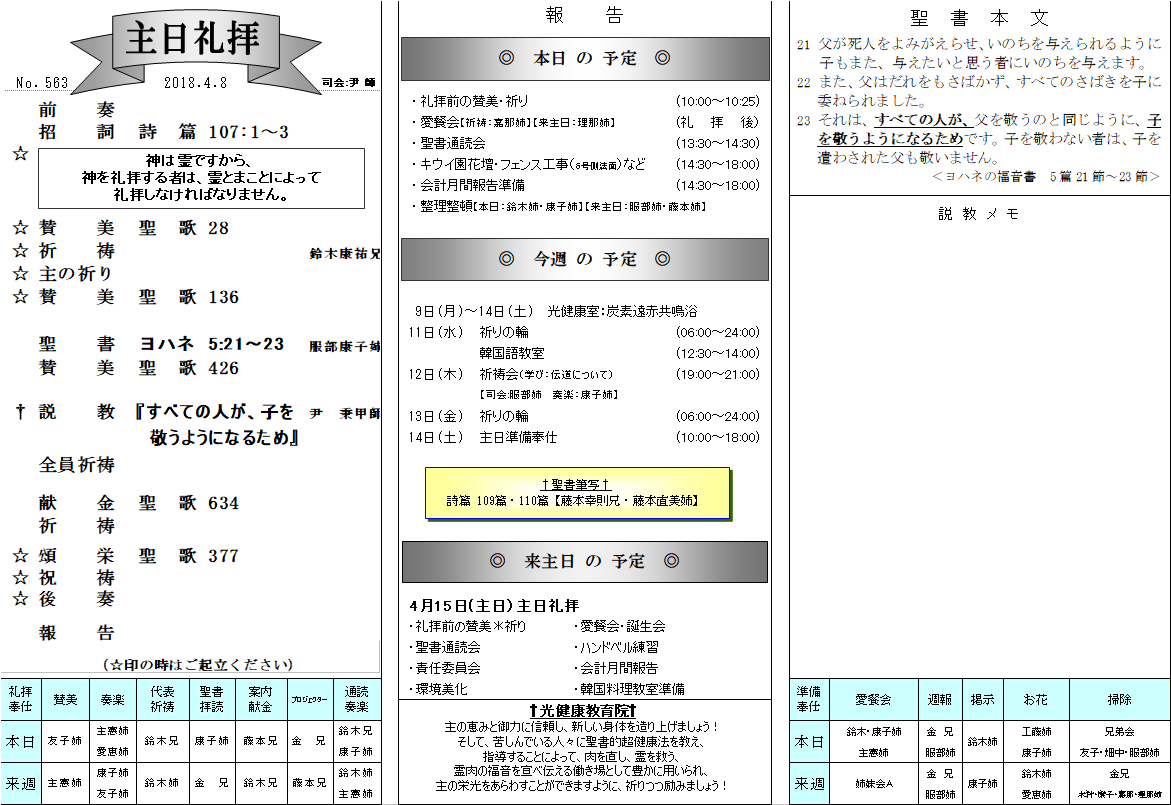 主日礼拝
No. 563 2018.4.8 司会:尹 師
前 奏
招 詞 詩 篇 107:1～3
☆
神は霊ですから、
神を礼拝する者は、霊とまことによって
礼拝しなければなりません。
☆ 賛 美 聖 歌 28
☆ 祈 祷 鈴木康祐兄
☆ 主の祈り
☆ 賛 美 聖 歌 136
聖 書 ヨハネ 5:21～23 服部康子姉
賛 美 聖 歌 426
† 説 教 『すべての人が、子を 尹 秉甲師
敬うようになるため』
全員祈祷
献 金 聖 歌 634
祈 祷
☆ 頌 栄 聖 歌 377
☆ 祝 祷
☆ 後 奏
報 告
(☆印の時はご起立ください)
礼拝奉仕 賛美 奏楽 代表祈祷 聖書拝読 案内献金 プロジェクター 通読奏楽
本日 友子姉 主憲姉 愛恵姉 鈴木兄 康子姉 藤本兄 金 兄 鈴木兄 康子姉
来週 主憲姉 康子姉 友子姉 鈴木姉 金 兄 鈴木兄 藤本兄 鈴木姉 主憲姉
報 告
◎ 本日 の 予定 ◎
・礼拝前の賛美・祈り (10:00～10:25)
・愛餐会【祈祷:嘉那姉】【来主日:理那姉】 (礼 拝 後)
・聖書通読会 (13:30～14:30)
・キウイ園花壇・フェンス工事(6号側法面)など (14:30～18:00)
・会計月間報告準備 (14:30～18:00)
・整理整頓【本日:鈴木姉・康子姉】【来主日:服部姉・藤本姉】
◎ 今週 の 予定 ◎
9日(月)～14日(土) 光健康室:炭素遠赤共鳴浴
11日(水) 祈りの輪 (06:00～24:00)
韓国語教室 (12:30～14:00)
12日(木) 祈祷会(学び:伝道について) (19:00～21:00)
【司会:服部姉 奏楽:康子姉】
13日(金) 祈りの輪 (06:00～24:00)
14日(土) 主日準備奉仕 (10:00～18:00)
†聖書筆写†
詩篇 109篇・110篇【藤本幸則兄・藤本直美姉】
◎ 来主日 の 予定 ◎
4月15日(主日)主日礼拝
・礼拝前の賛美＊祈り ・愛餐会・誕生会
・聖書通読会 ・ハンドベル練習
・責任委員会 ・会計月間報告
・環境美化 ・韓国料理教室準備
†光健康教育院†
主の恵みと御力に信頼し、新しい身体を造り上げましょう!
そして、苦しんでいる人々に聖書的超健康法を教え、
指導することによって、肉を直し、霊を救う、
霊肉の福音を宣べ伝える働き場として豊かに用いられ、
主の栄光をあらわすことができますように、祈りつつ励みましょう!
聖 書 本 文
21 父が死人をよみがえらせ、いのちを与えられるように
子もまた、与えたいと思う者にいのちを与えます。
22 また、父はだれをもさばかず、すべてのさばきを子に
委ねられました。
23 それは、すべての人が、父を敬うのと同じように、子
を敬うようになるためです。子を敬わない者は、子を
遣わされた父も敬いません。
＜ヨハネの福音書 5篇21節～23節＞
説 教 メ モ
準備奉仕 愛餐会 週報 掲示 お花 掃除
本日 鈴木・康子姉 主憲姉 金 兄 服部姉 鈴木姉 工藤姉 康子姉 兄弟会 友子・畑中・服部姉
来週 姉妹会A 金 兄 服部姉 康子姉 鈴木姉 愛恵姉 金兄